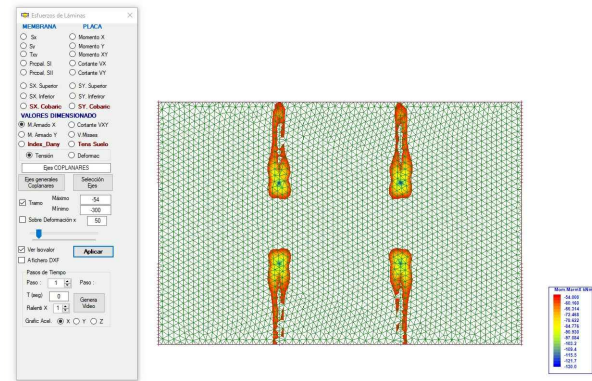 Esfuerzos de Láminas
MEMBRANA PLACA
Sx Momento X
Sy Momento Y
Txy Momento XY
Prcpal. SI Cortante VX
Prcpal. SII Cortante VY
SX. Superior SY. Superior
SX. Inferior SY. Inferior
SX. Cobaric SY. Cobaric
VALORES DIMENSIONADO
M.Armado X Cortante VXY
M. Armado Y V.Misses
Index_Dany Tens Suelo
Tensión Deformac
Ejes COPLANARES
Ejes generales Selección
Coplanares Ejes
Tramo Máximo -54
Mínimo -300
Sobre Deformación x 50
Ver Isovalor Aplicar
A fichero DXF
Pasos de Tiempo
Paso : 1 Paso :
T (seg) 0 Genera
Ralenti X 1 Video
Grafic Acel. X Y Z
-54.000
-60.160
-66.314
-72.468
-78.622
-84.776
-90.930
-97.084
-103.2
-109.4
-115.5
-121.7